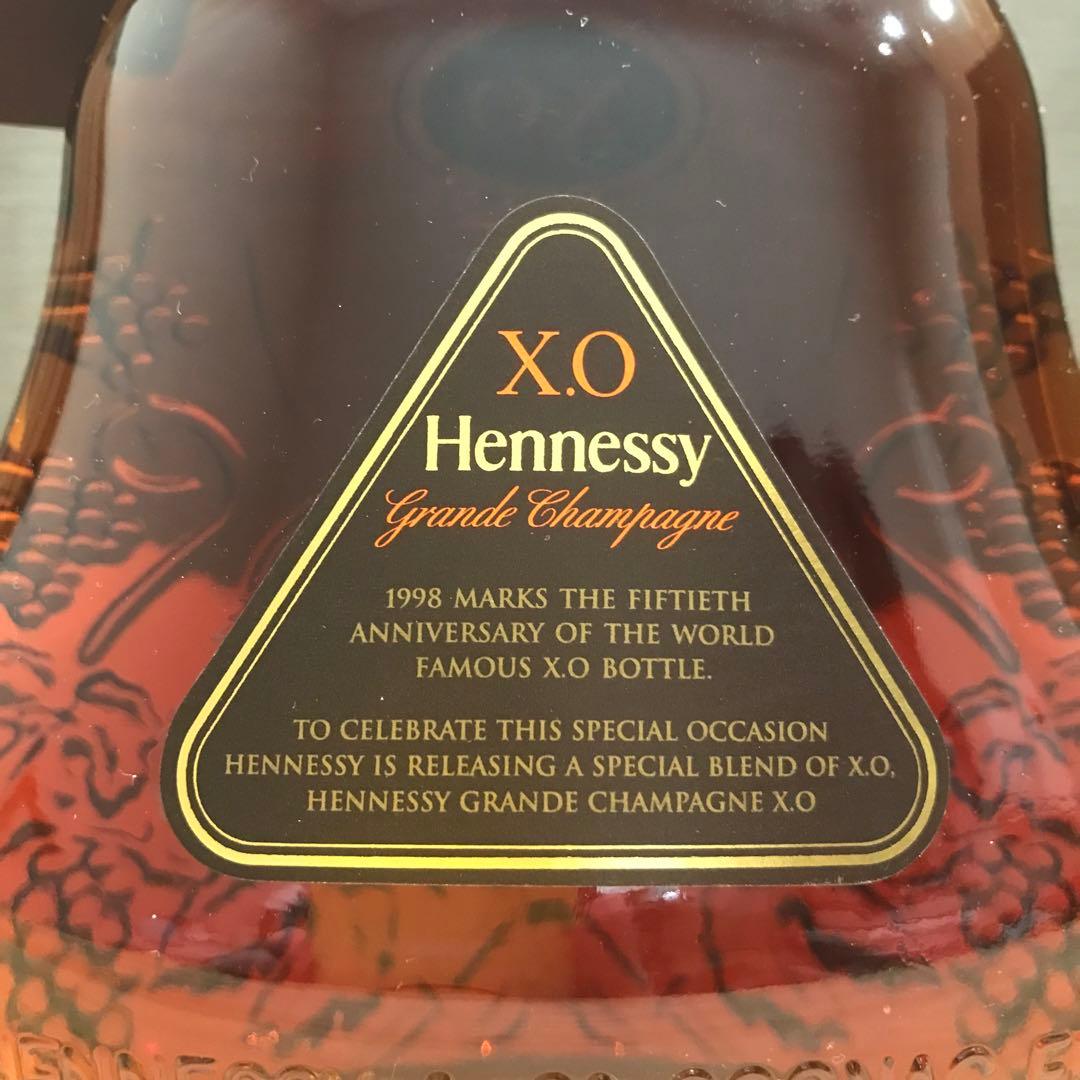 X.O
Hennessy
Grande Champagne
1998 MARKS THE FIFTIETH
ANNIVERSARY OF THE WORLD
FAMOUS X.O BOTTLE.
TO CELEBRATE THIS SPECIAL OCCASION
HENNESSY IS RELEASING A SPECIAL BLEND OF X.O,
HENNESSY GRANDE CHAMPAGNE X.O